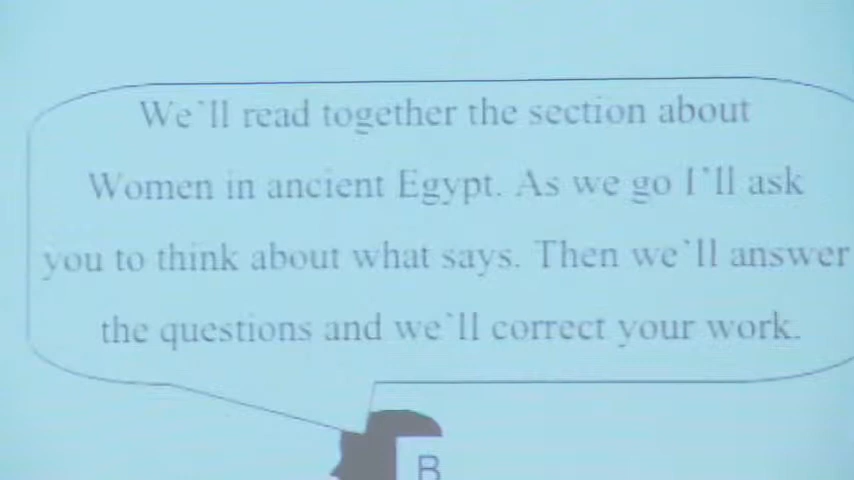 We`ll read together the section about
Women in ancient Egypt. As we go I`ll ask
you to think about what says. Then we`ll answer
the questions and we`ll correct your work.
B